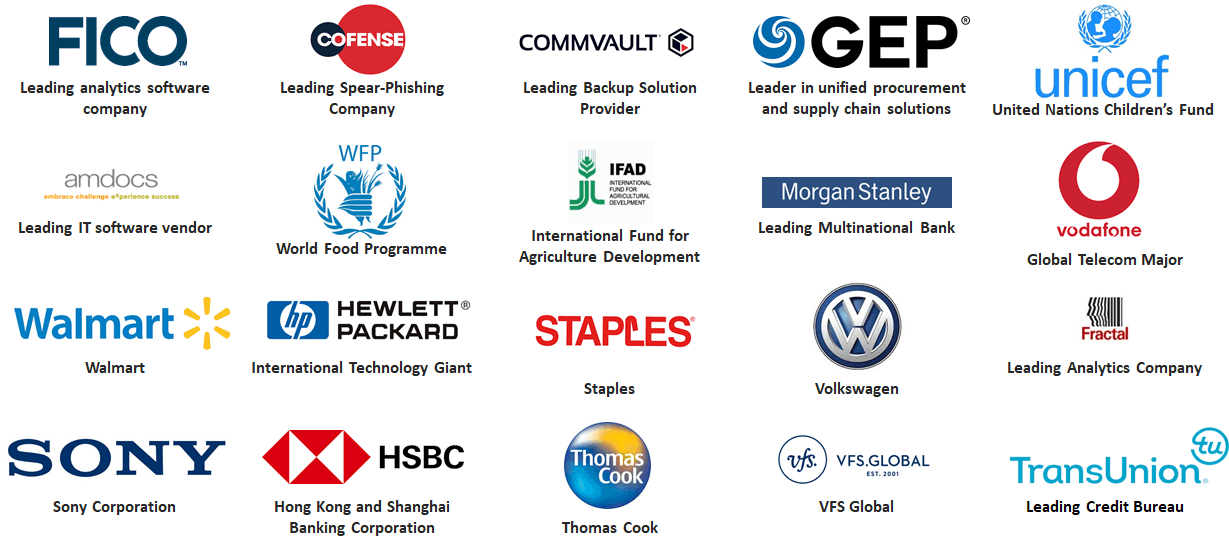 FICO™
Leading analytics software
company
COFENSE
Leading Spear-Phishing
Company
COMMVAULT
Leading Backup Solution
Provider
GEP®
Leader in unified procurement
and supply chain solutions
unicef
United Nations Children’s Fund
amdocs
embrace challenge experience success
Leading IT software vendor
WFP
World Food Programme
IFAD
INTERNATIONAL
FUND FOR
AGRICULTURAL
DEVELPMENT
International Fund for
Agriculture Development
Morgan Stanley
Leading Multinational Bank
vodafone
Global Telecom Major
Walmart
Walmart
hp
HEWLETT®
PACKARD
International Technology Giant
STAPLES
Staples
VW
Volkswagen
Fractal
Leading Analytics Company
SONY
Sony Corporation
HSBC
Hong Kong and Shanghai
Banking Corporation
Thomas
Cook
Thomas Cook
vfs.
VFS.GLOBAL
EST. 2001
VFS Global
tu
TransUnion®
Leading Credit Bureau